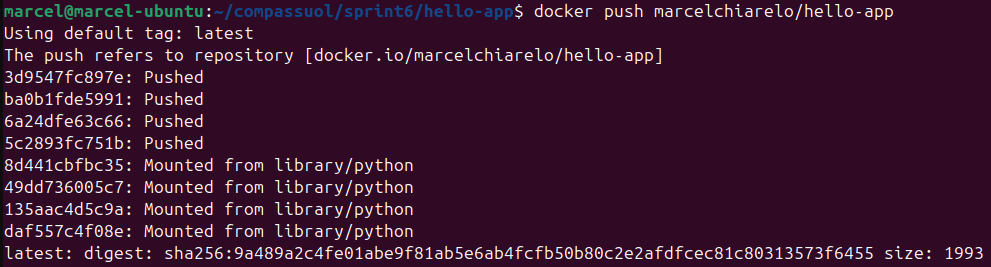 marcel@marcel-ubuntu:~/compassuol/sprint6/hello-app$ docker push marcelchiarelo/hello-app
Using default tag: latest
The push refers to repository [docker.io/marcelchiarelo/hello-app]
3d9547fc897e: Pushed
ba0b1fde5991: Pushed
6a24dfe63c66: Pushed
5c2893fc751b: Pushed
8d441cbfbc35: Mounted from library/python
49dd736005c7: Mounted from library/python
135aac4d5c9a: Mounted from library/python
daf557c4f08e: Mounted from library/python
latest: digest: sha256:9a489a2c4fe01abe9f81ab5e6ab4fcfb50b80c2e2afdfcec81c80313573f6455 size: 1993